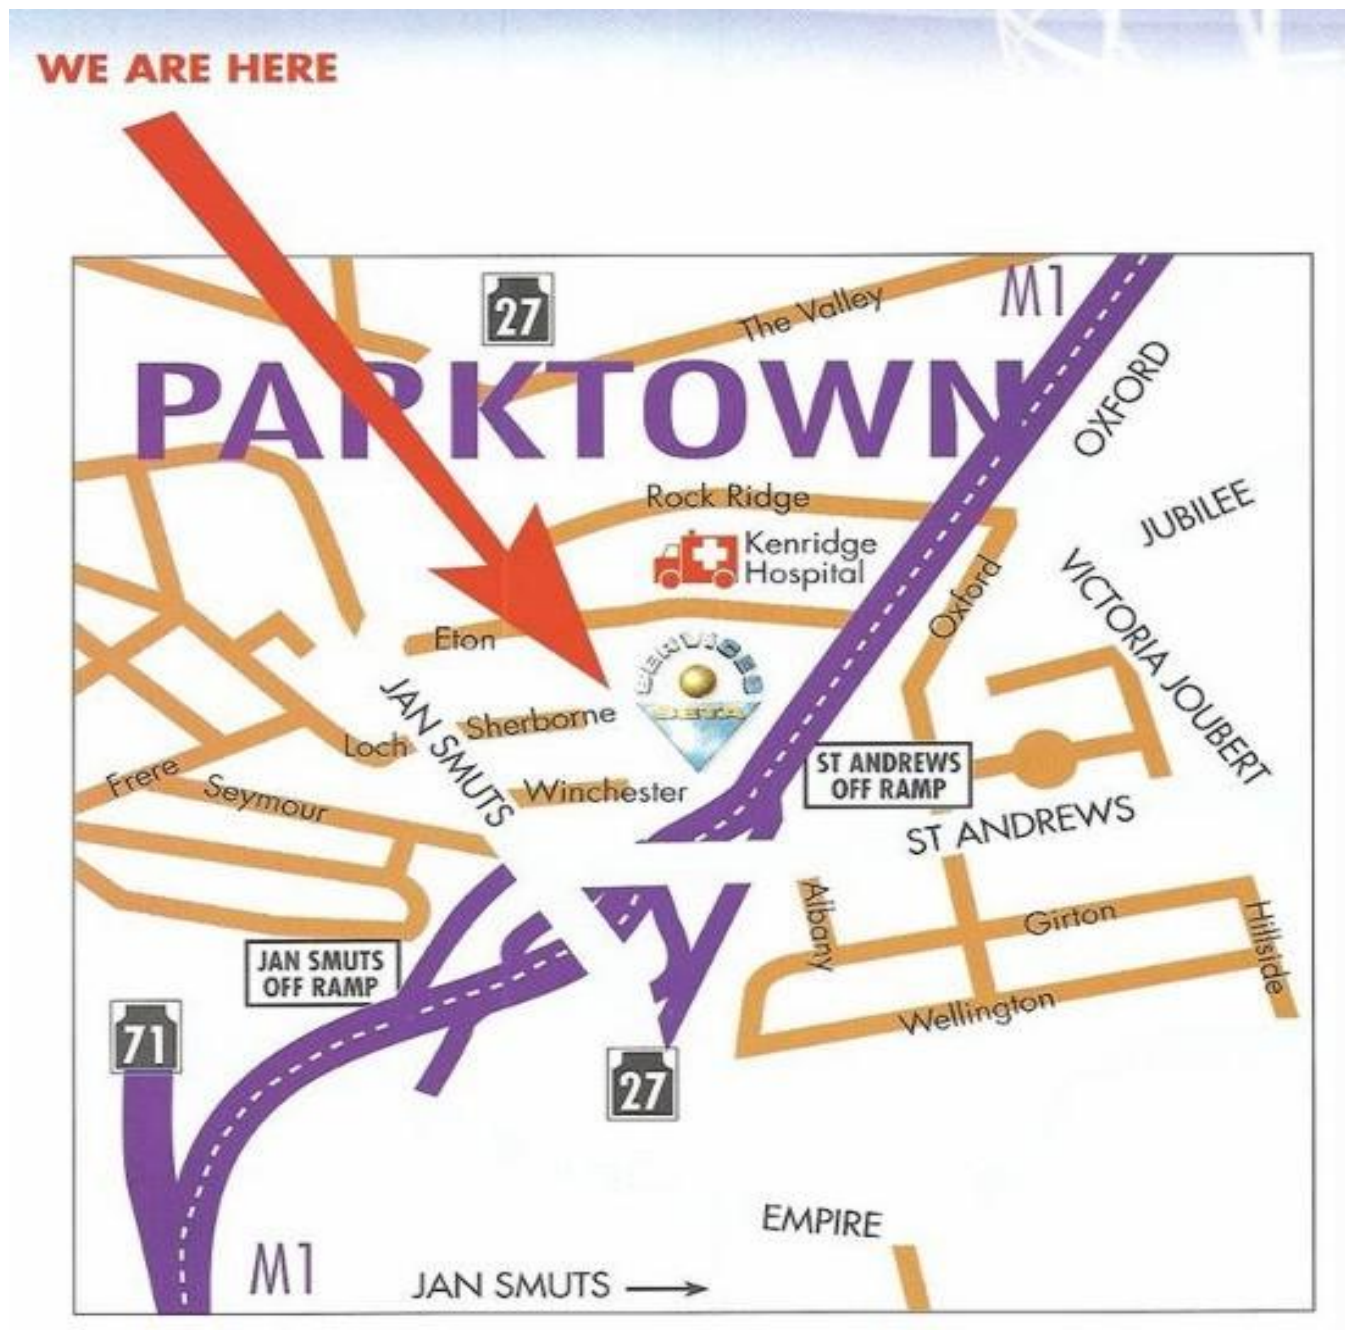 WE ARE HERE
27
The Valley
M1
PARKTOWN
OXFORD
Rock Ridge
JUBILEE
Kenridge
Hospital
VICTORIA JOUBERT
Oxford
Eton
SERVICES
SETA
JAN SMUTS
Sherborne
Loch
Frere
Seymour
Winchester
ST ANDREWS
OFF RAMP
ST ANDREWS
Albany
Girton
Hillside
JAN SMUTS
OFF RAMP
Wellington
71
27
EMPIRE
M1
JAN SMUTS